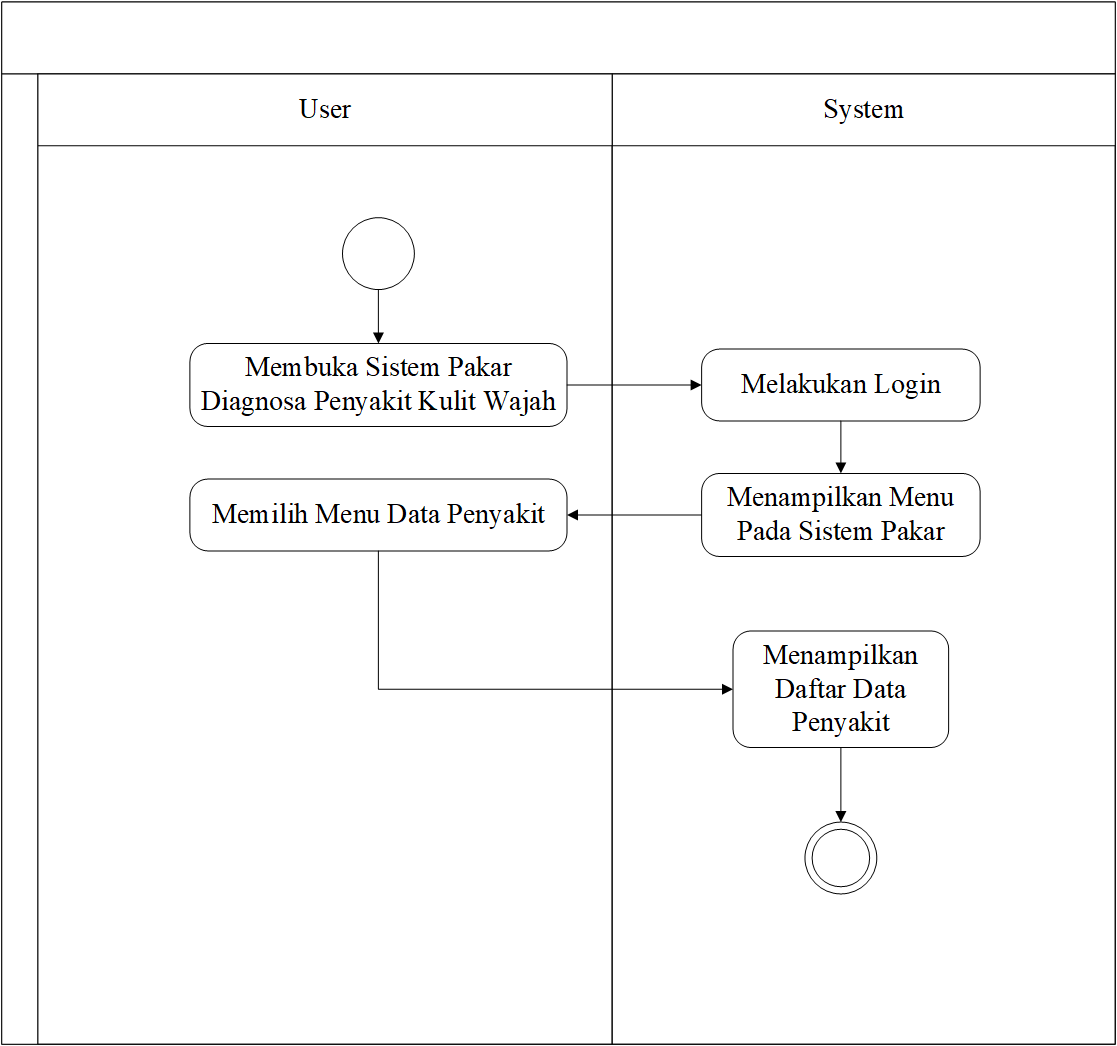 User
System
Membuka Sistem Pakar
Diagnosa Penyakit Kulit Wajah
Melakukan Login
Menampilkan Menu
Pada Sistem Pakar
Memilih Menu Data Penyakit
Menampilkan
Daftar Data
Penyakit